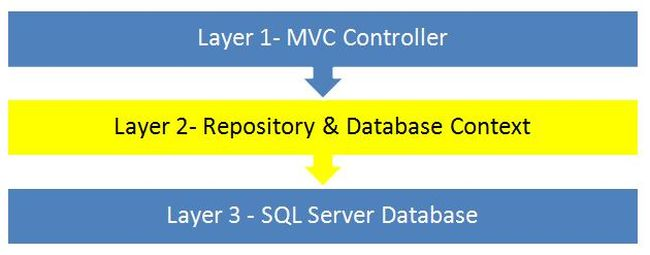 Layer 1- MVC Controller
Layer 2- Repository & Database Context
Layer 3 - SQL Server Database